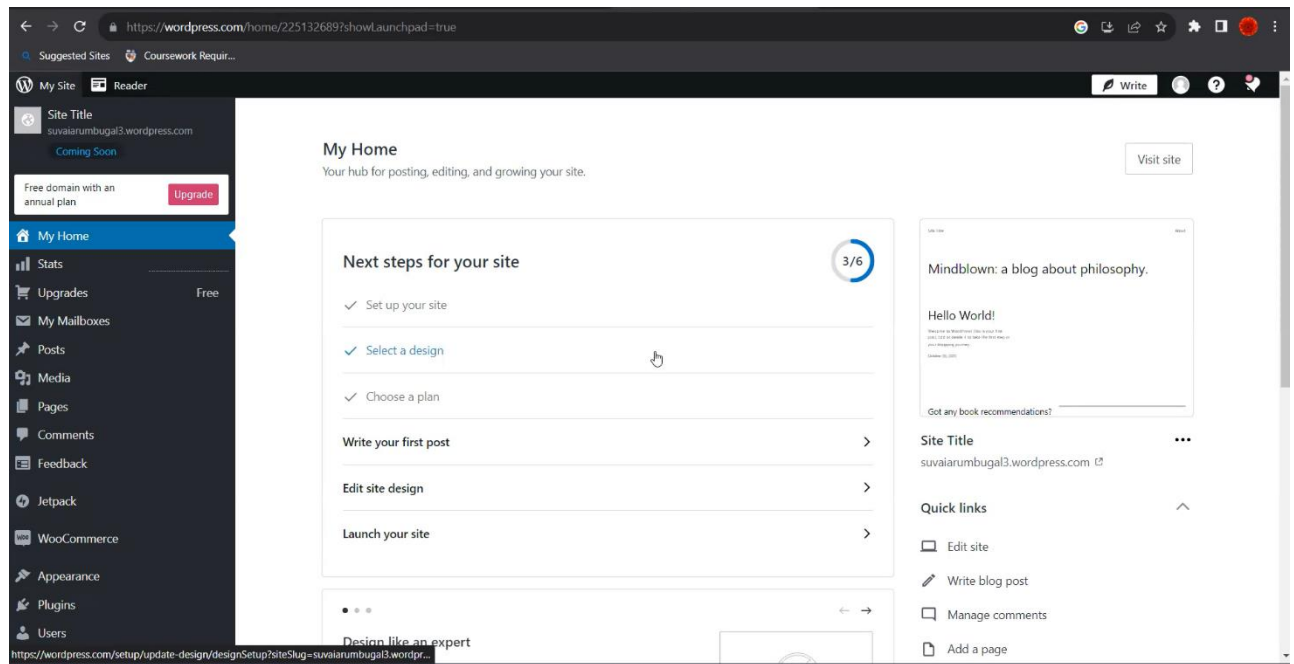 https://wordpress.com/home/225132689?showLaunchpad=true
Suggested Sites Coursework Requir...
My Site Reader Write
Site Title
suvaiarumbugal3.wordpress.com
Coming Soon
Free domain with an
annual plan
Upgrade
My Home
Stats
Upgrades Free
My Mailboxes
Posts
Media
Pages
Comments
Feedback
Jetpack
WooCommerce
Appearance
Plugins
Users
https://wordpress.com/setup/update-design/designSetup?siteSlug=suvaiarumbugal3.wordpr...
My Home
Your hub for posting, editing, and growing your site.
Visit site
Next steps for your site
3/6
Set up your site
Select a design
Choose a plan
Write your first post
Edit site design
Launch your site
Design like an expert
Site Title About
Mindblown: a blog about philosophy.
Hello World!
Got any book recommendations?
Site Title
suvaiarumbugal3.wordpress.com
Quick links
Edit site
Write blog post
Manage comments
Add a page